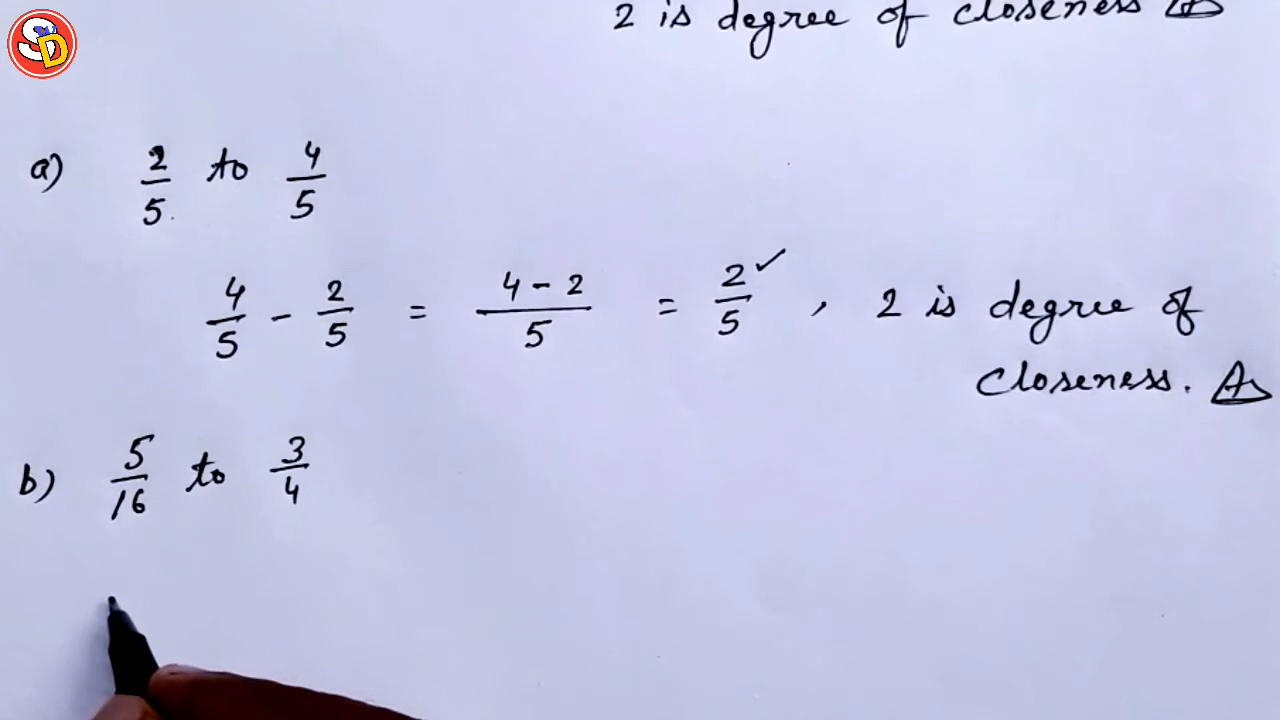 SD
2 is degree of closeness
a) 2/5 to 4/5
4/5 - 2/5 = 4-2/5 = 2/5 ✓, 2 is degree of
closeness. A
b) 5/16 to 3/4